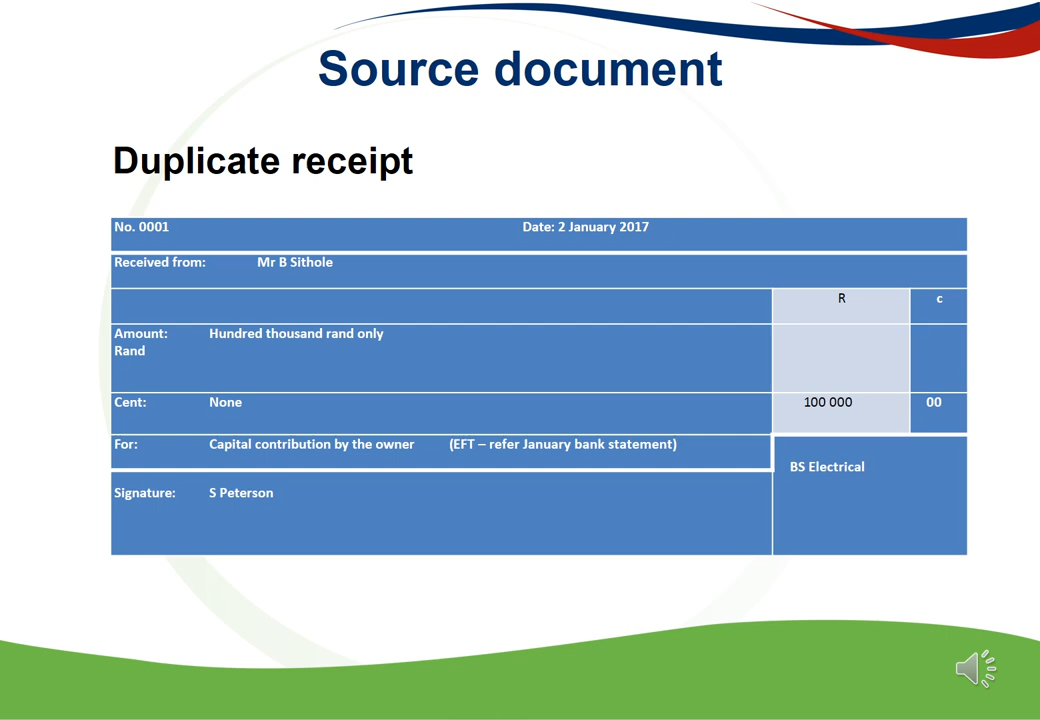 Source document
Duplicate receipt
No. 0001 Date: 2 January 2017
Received from: Mr B Sithole
R c
Amount: Hundred thousand rand only
Rand
Cent: None 100 000 00
For: Capital contribution by the owner (EFT – refer January bank statement)
BS Electrical
Signature: S Peterson